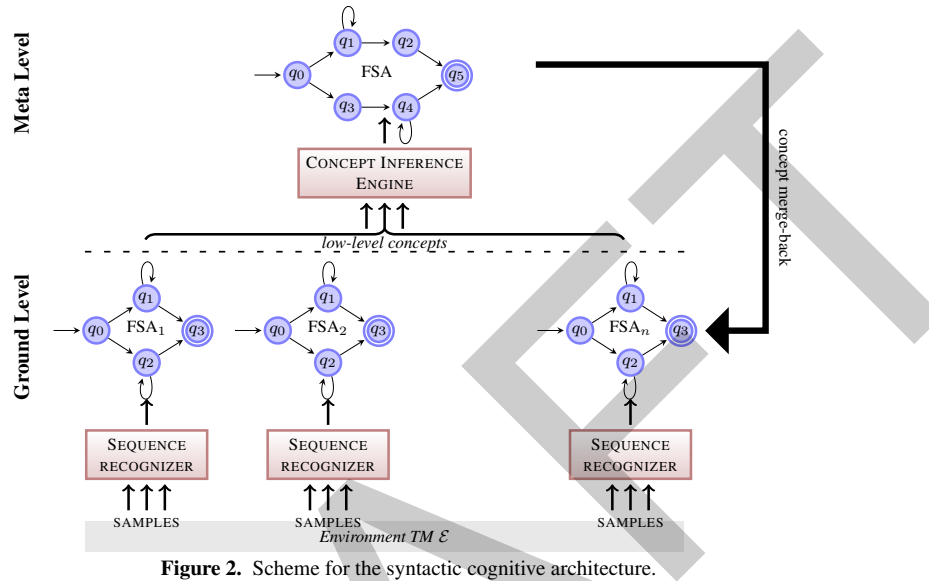 Meta Level
q1 q2
q0 FSA q5
q3 q4
CONCEPT INFERENCE
ENGINE
concept merge-back
low-level concepts
Ground Level
q1 q1 q1
q0 FSA1 q3 q0 FSA2 q3 q0 FSAn q3
q2 q2 q2
SEQUENCE SEQUENCE SEQUENCE
RECOGNIZER RECOGNIZER RECOGNIZER
SAMPLES SAMPLES SAMPLES
Environment TM ℰ
Figure 2. Scheme for the syntactic cognitive architecture.